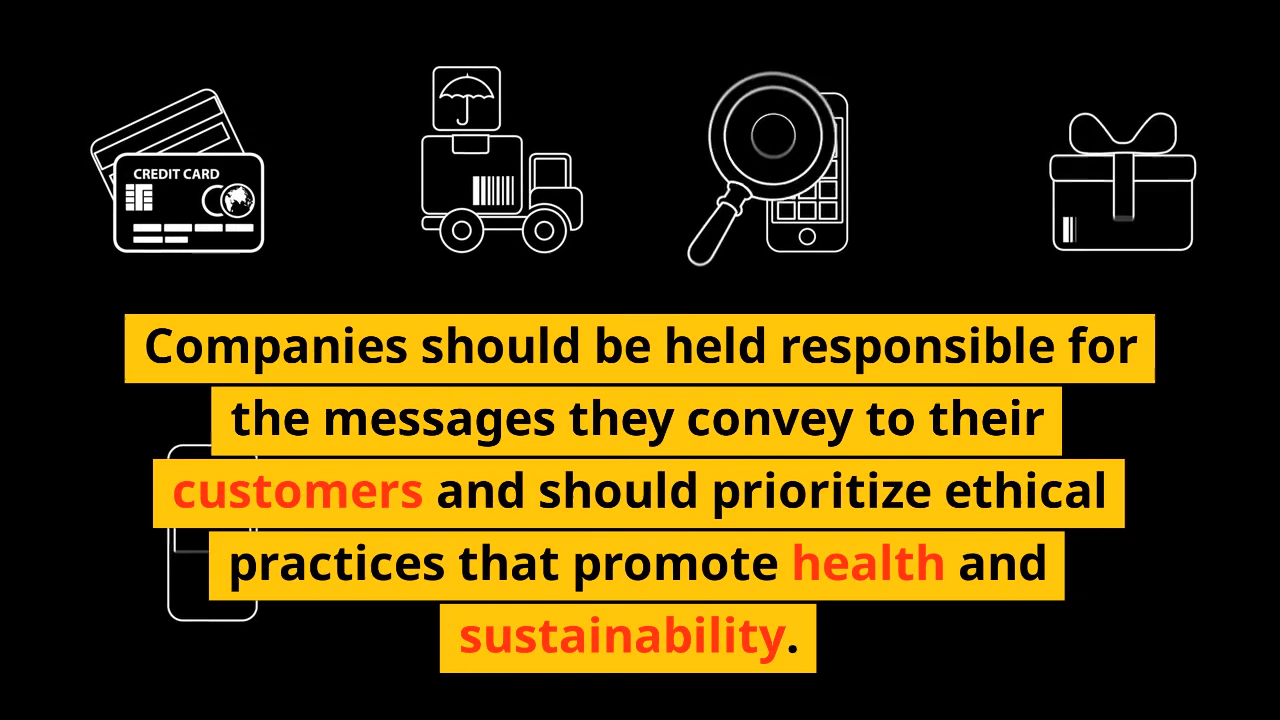 CREDIT CARD
Companies should be held responsible for
the messages they convey to their
customers and should prioritize ethical
practices that promote health and
sustainability.